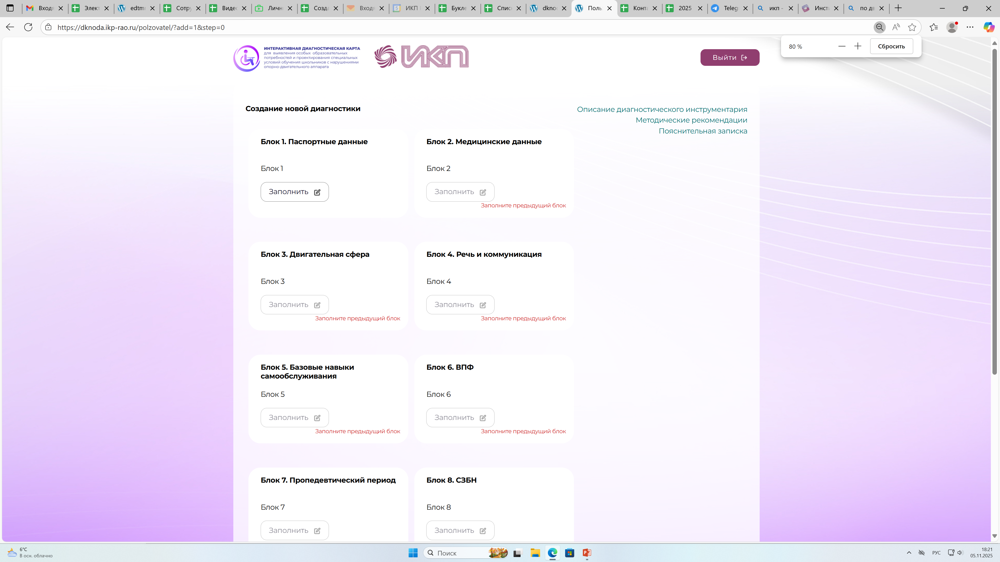 Входя
Элект
edtm
Сотру
Видес
Личн
Созда
Входя
ИКП
Букле
Списк
dknoc
Поль
Конта
2025
Teleg
икп -
Инсти
по дв
https://dknoda.ikp-rao.ru/polzovatel/?add=1&step=0
80 %
Сбросить
ИНТЕРАКТИВНАЯ ДИАГНОСТИЧЕСКАЯ КАРТА
для выявления особых образовательных
потребностей и проектирования специальных
условий обучения школьников с нарушениями
опорно-двигательного аппарата
ИКП
Выйти
Создание новой диагностики
Описание диагностического инструментария
Методические рекомендации
Пояснительная записка
Блок 1. Паспортные данные
Блок 1
Заполнить
Блок 2. Медицинские данные
Блок 2
Заполнить
Заполните предыдущий блок
Блок 3. Двигательная сфера
Блок 3
Заполнить
Заполните предыдущий блок
Блок 4. Речь и коммуникация
Блок 4
Заполнить
Заполните предыдущий блок
Блок 5. Базовые навыки
самообслуживания
Блок 5
Заполнить
Заполните предыдущий блок
Блок 6. ВПФ
Блок 6
Заполнить
Заполните предыдущий блок
Блок 7. Пропедевтический период
Блок 7
Заполнить
Блок 8. СЗБН
Блок 8
Заполнить
6°C
В осн. облачно
Поиск
РУС
18:21
05.11.2025